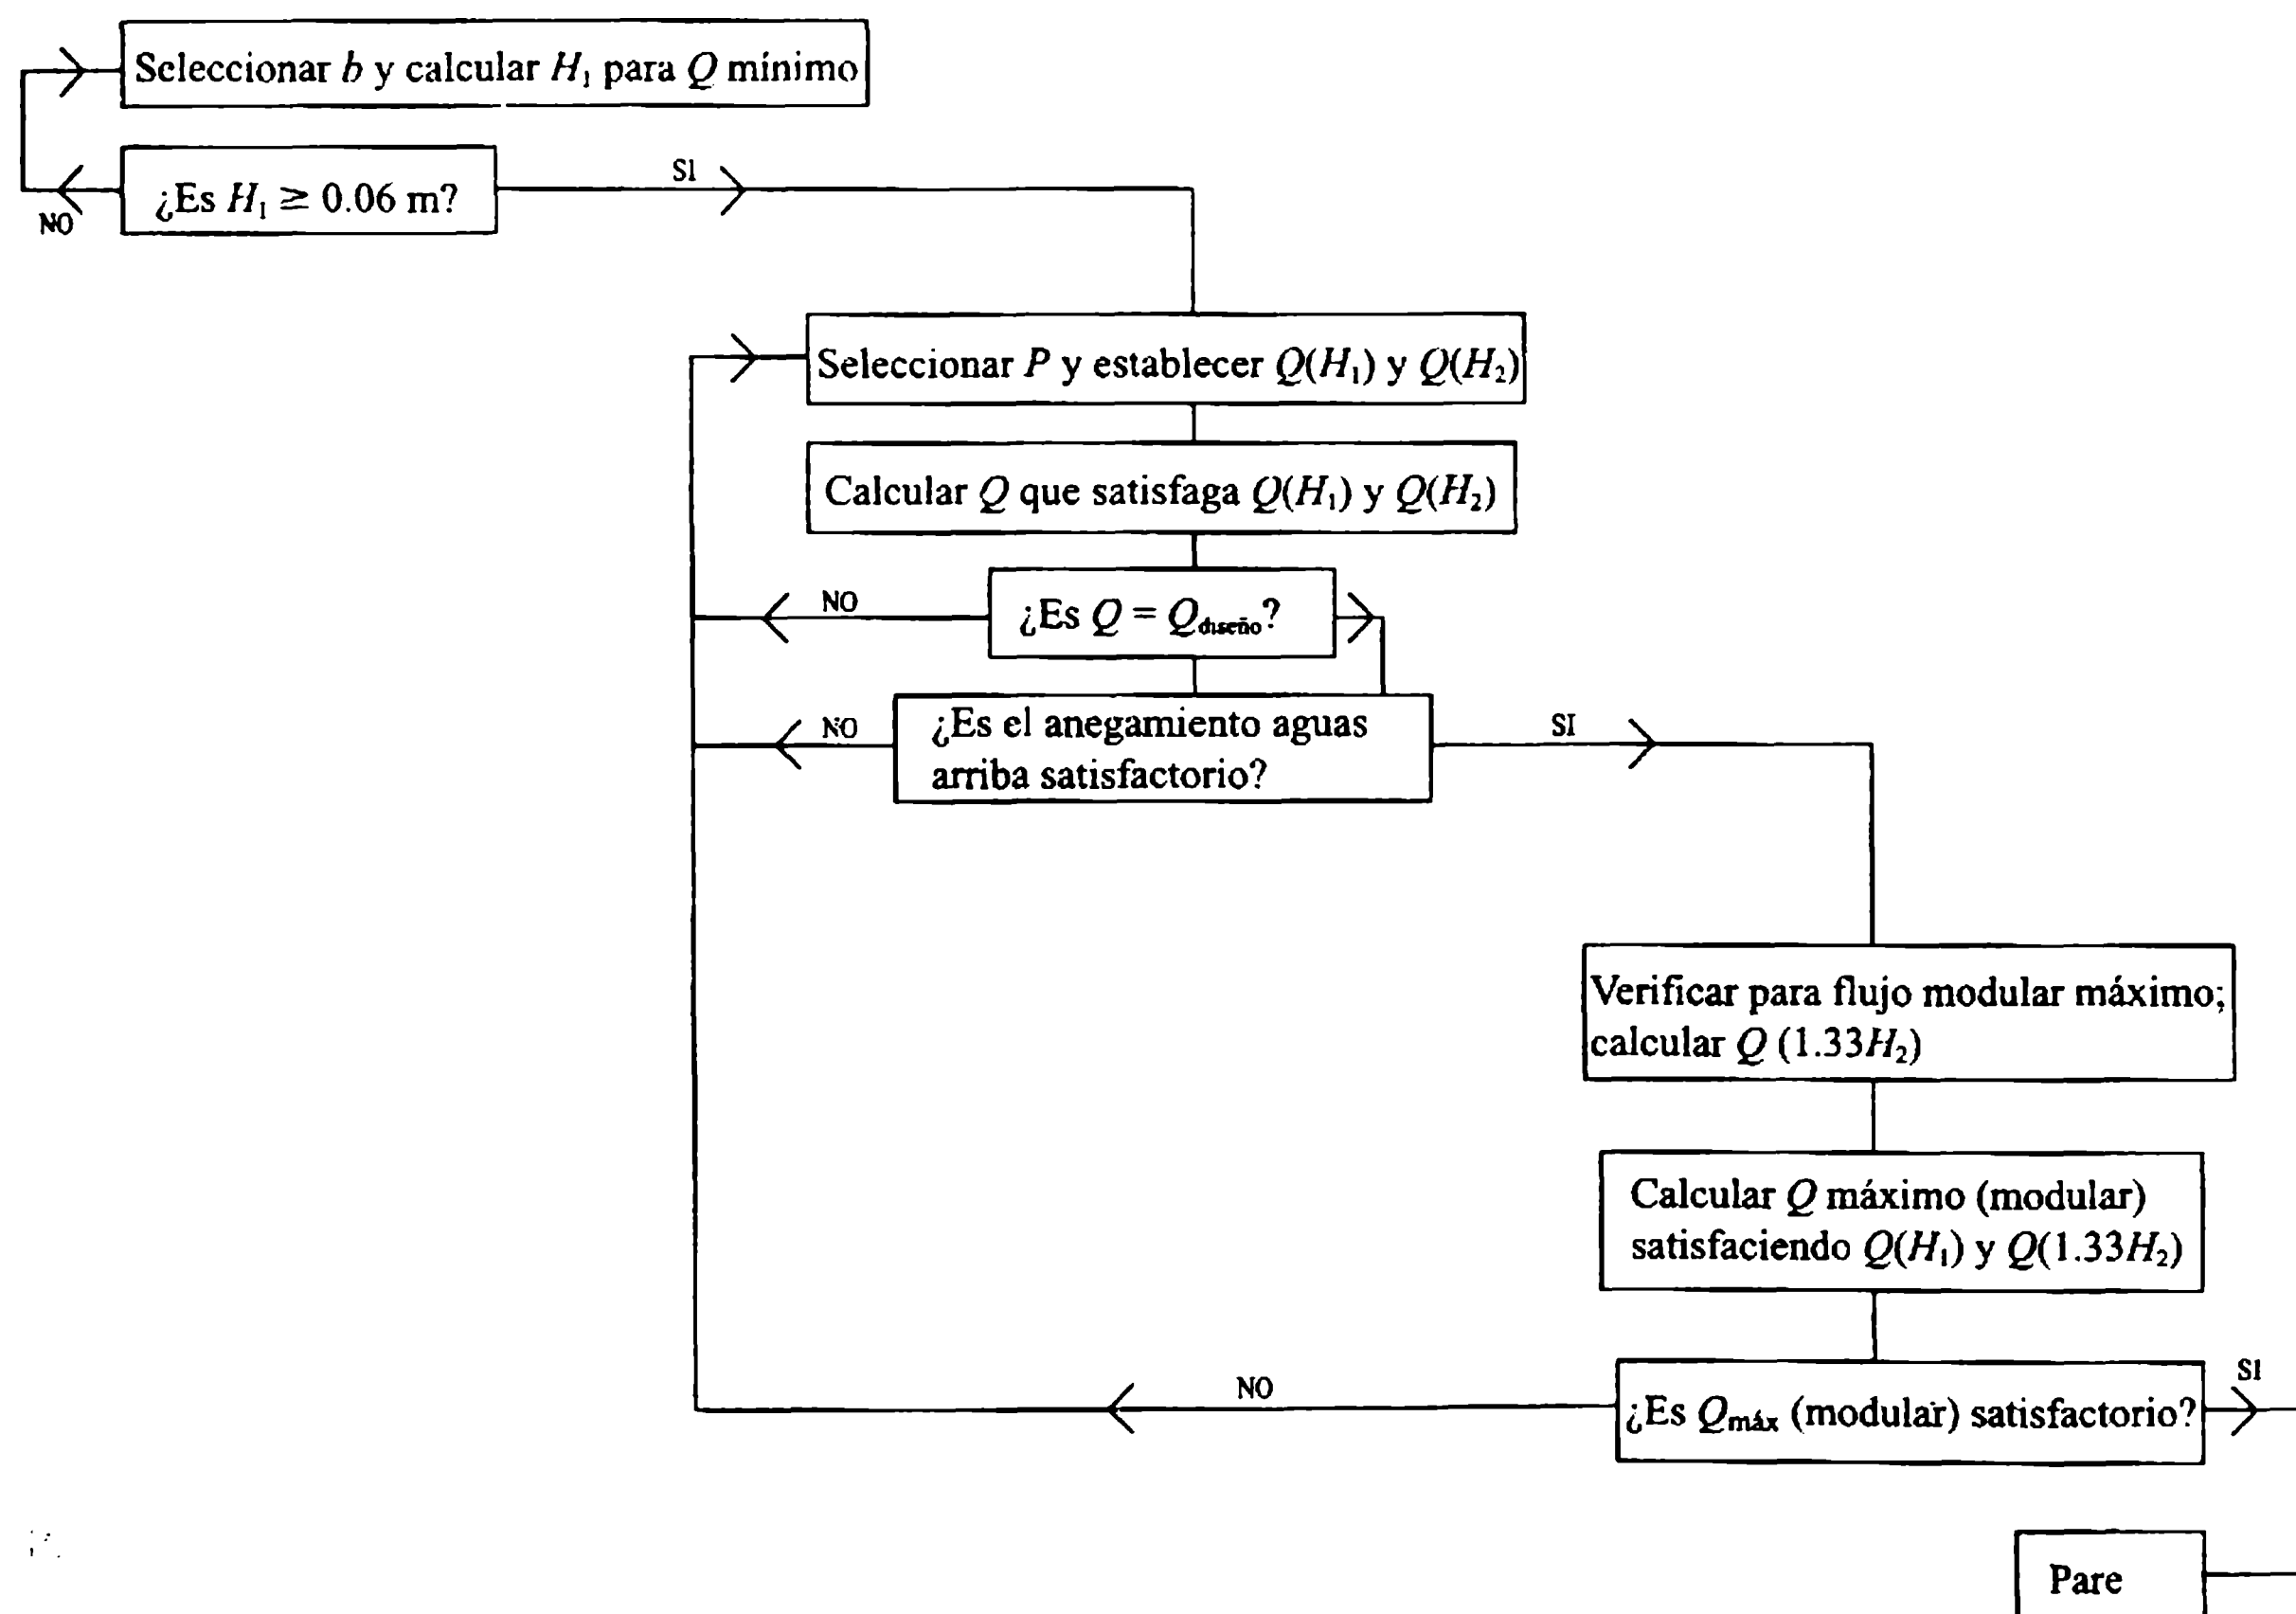 Seleccionar b y calcular H₁ para Q mínimo
¿Es H₁ ≥ 0.06 m?
SI
NO
Seleccionar P y establecer Q(H₁) y Q(H₂)
Calcular Q que satisfaga Q(H₁) y Q(H₂)
¿Es Q = Q_diseño?
NO
¿Es el anegamiento aguas
arriba satisfactorio?
NO
SI
Verificar para flujo modular máximo;
calcular Q (1.33H₂)
Calcular Q máximo (modular)
satisfaciendo Q(H₁) y Q(1.33H₂)
¿Es Q_máx (modular) satisfactorio?
NO
SI
Pare